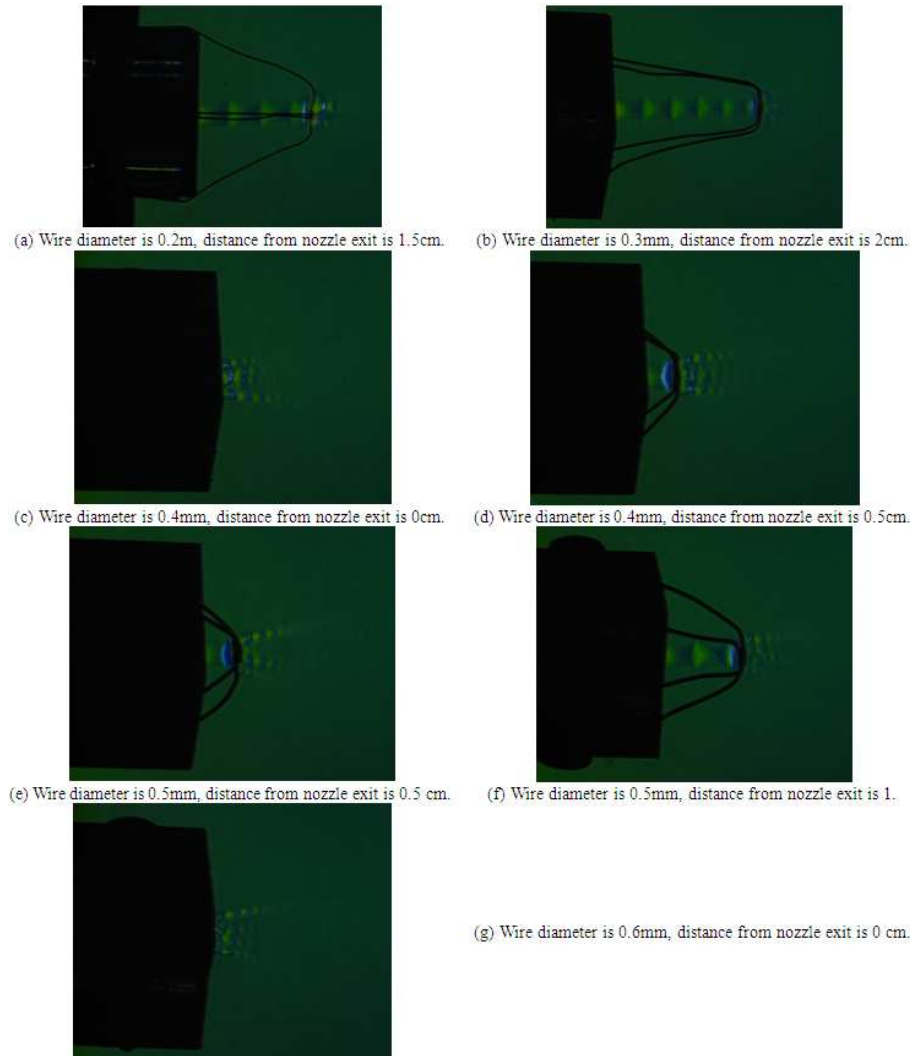 (a) Wire diameter is 0.2m, distance from nozzle exit is 1.5cm.
(b) Wire diameter is 0.3mm, distance from nozzle exit is 2cm.
(c) Wire diameter is 0.4mm, distance from nozzle exit is 0cm.
(d) Wire diameter is 0.4mm, distance from nozzle exit is 0.5cm.
(e) Wire diameter is 0.5mm, distance from nozzle exit is 0.5 cm.
(f) Wire diameter is 0.5mm, distance from nozzle exit is 1.
(g) Wire diameter is 0.6mm, distance from nozzle exit is 0 cm.